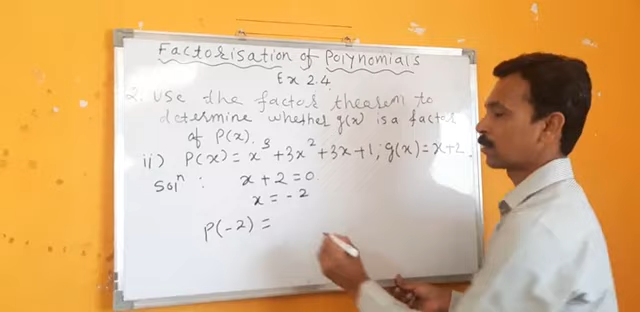 Factorisation of Polynomials
Ex 2.4
2. Use the factor theorem to
determine whether g(x) is a factor
of P(x).
ii) P(x) = x³ + 3x² + 3x + 1; g(x) = x + 2.
Solⁿ : x + 2 = 0.
x = - 2
P(-2) =